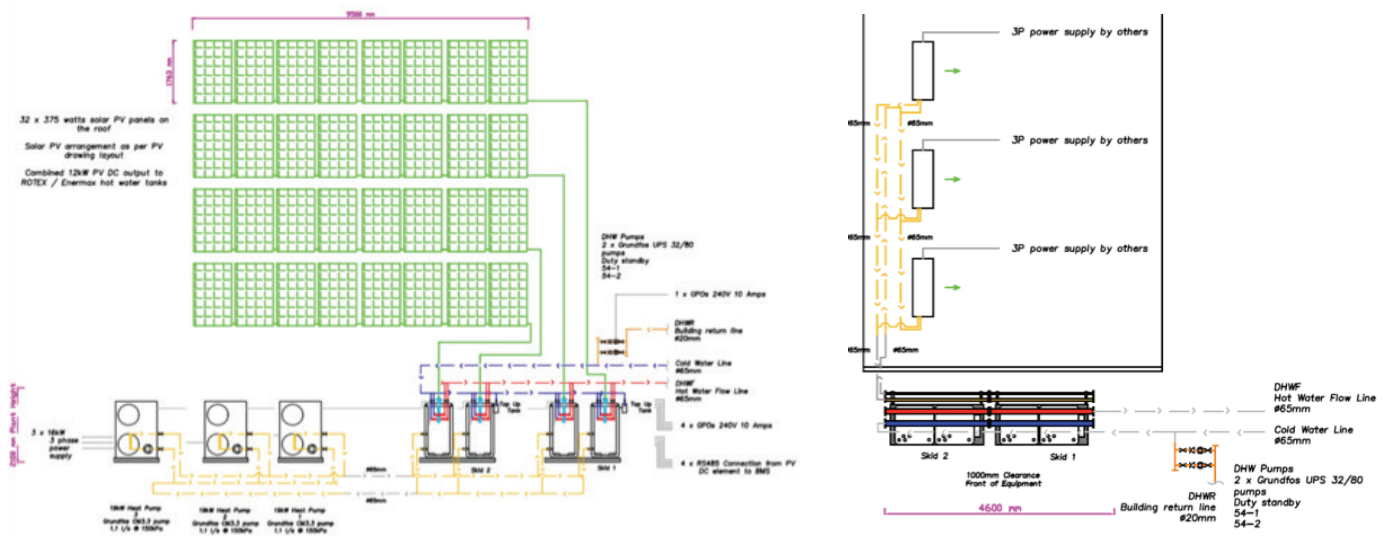 9500 mm
1763 mm
32 x 375 watts solar PV panels on
the roof
Solar PV arrangement as per PV
drawing layout
Combined 12kW PV DC output to
ROTEX / Enermax hot water tanks
DHW Pumps
2 x Grundfos UPS 32/80
pumps
Duty standby
54-1
54-2
1 x GPOs 240V 10 Amps
DHWR
Building return line
ø20mm
Cold Water Line
ø65mm
DHWF
Hot Water Flow Line
ø65mm
Top Up
Tank
Top Up
Tank
4 x GPOs 240V 10 Amps
4 x RS485 Connection from PV
DC element to BMS
Skid 2
Skid 1
2100 mm Plant Height
3 x 16kW
3 phase
power
supply
ø65mm
ø65mm
Heat Pump
3
Grundfos CM3.3 pump
1.1 l/s @ 150kPa
Heat Pump
2
Grundfos CM3.3 pump
1.1 l/s @ 150kPa
Heat Pump
1
Grundfos CM3.3 pump
1.1 l/s @ 150kPa
3P power supply by others
ø65mm
ø65mm
3P power supply by others
ø65mm
ø65mm
3P power supply by others
ø65mm
ø65mm
DHWF
Hot Water Flow Line
ø65mm
Cold Water Line
ø65mm
Skid 2
Skid 1
1000mm Clearance
Front of Equipment
4600 mm
DHWR
Building return line
ø20mm
DHW Pumps
2 x Grundfos UPS 32/80
pumps
Duty standby
54-1
54-2